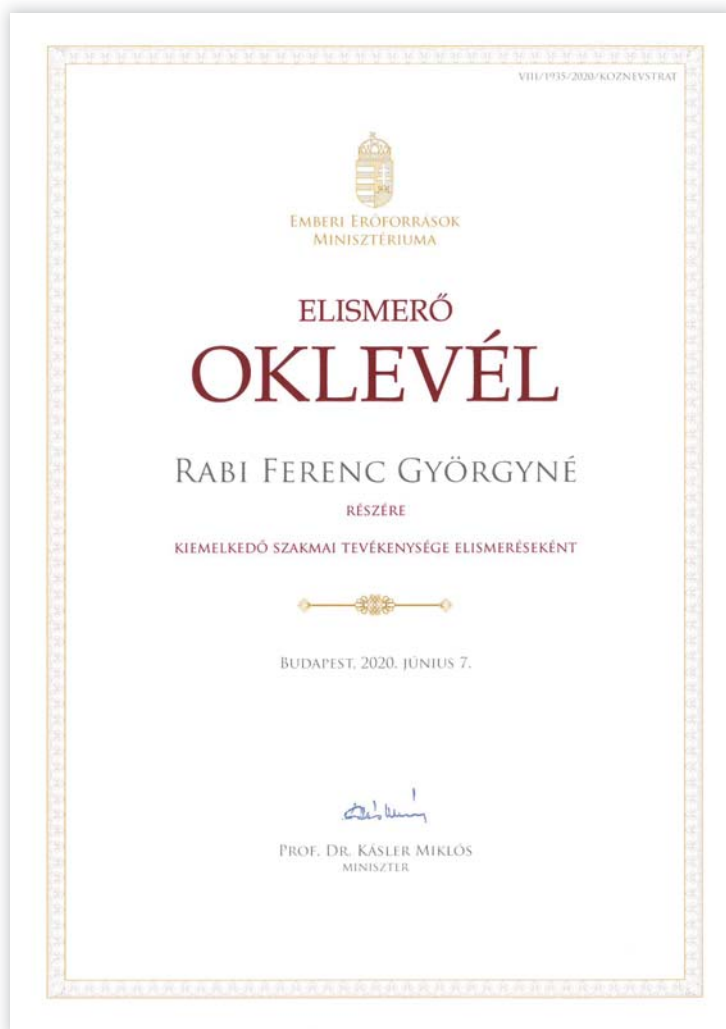 VIII/1935/2020/KOZNEVSTRAT
EMBERI ERŐFORRÁSOK
MINISZTÉRIUMA
ELISMERŐ
OKLEVÉL
RABI FERENC GYÖRGYNÉ
RÉSZÉRE
KIEMELKEDŐ SZAKMAI TEVÉKENYSÉGE ELISMERÉSEKÉNT
BUDAPEST, 2020. JÚNIUS 7.
PROF. DR. KÁSLER MIKLÓS
MINISZTER